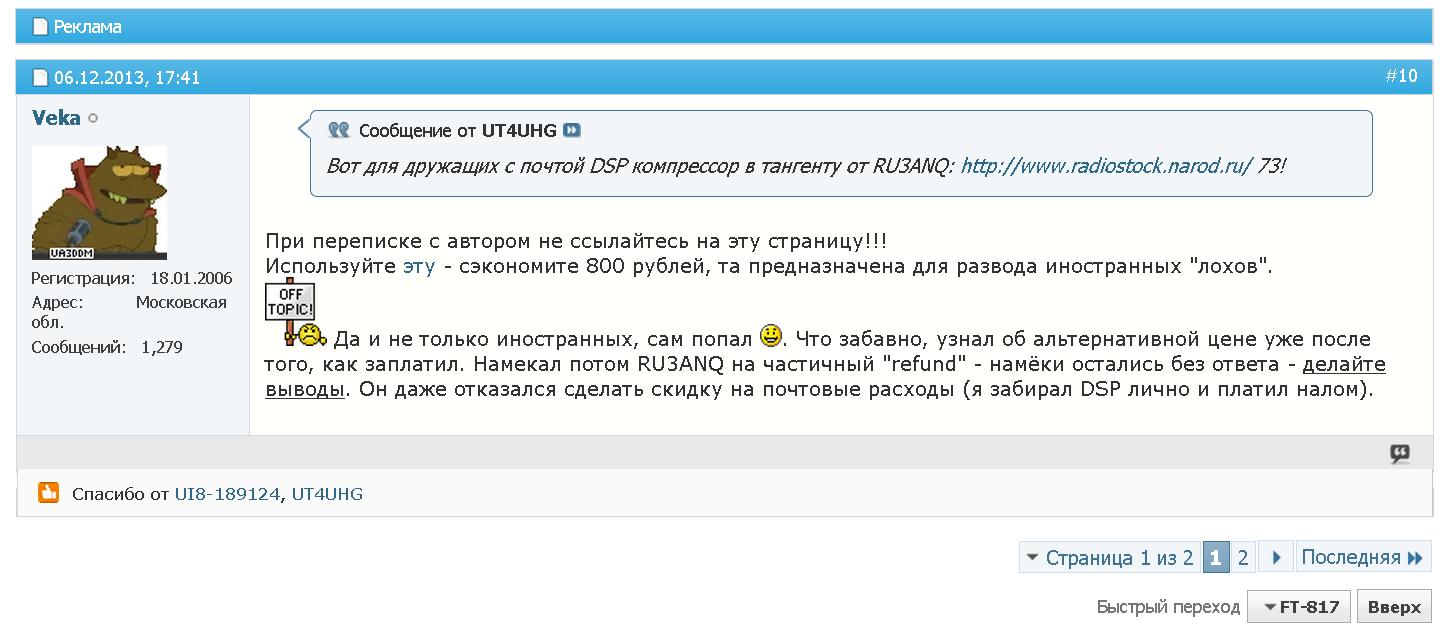 Реклама
06.12.2013, 17:41
#10
Veka
UA3DDM
Регистрация: 18.01.2006
Адрес: Московская
обл.
Сообщений: 1,279
Сообщение от UT4UHG
Вот для дружащих с почтой DSP компрессор в тангенту от RU3ANQ: http://www.radiostock.narod.ru/ 73!
При переписке с автором не ссылайтесь на эту страницу!!!
Используйте эту - сэкономите 800 рублей, та предназначена для развода иностранных "лохов".
OFF
TOPIC!
Да и не только иностранных, сам попал . Что забавно, узнал об альтернативной цене уже после
того, как заплатил. Намекал потом RU3ANQ на частичный "refund" - намёки остались без ответа - делайте
выводы. Он даже отказался сделать скидку на почтовые расходы (я забирал DSP лично и платил налом).
Спасибо от UI8-189124, UT4UHG
Страница 1 из 2 1 2 Последняя
Быстрый переход FT-817 Вверх